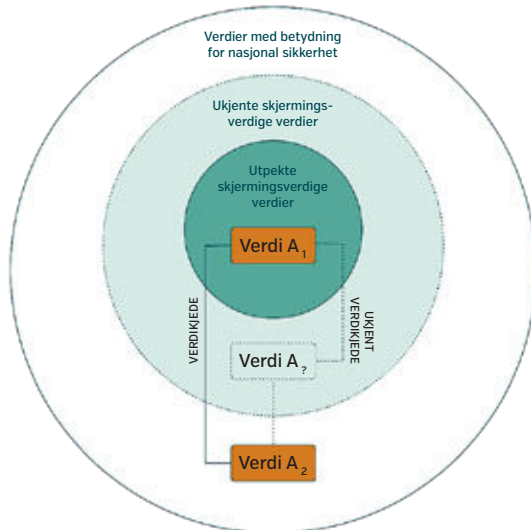 Verdier med betydning
for nasjonal sikkerhet
Ukjente skjermings-
verdige verdier
Utpekte
skjermingsverdige
verdier
Verdi A₁
VERDIKJEDE
UKJENT
VERDIKJEDE
Verdi A?
Verdi A₂